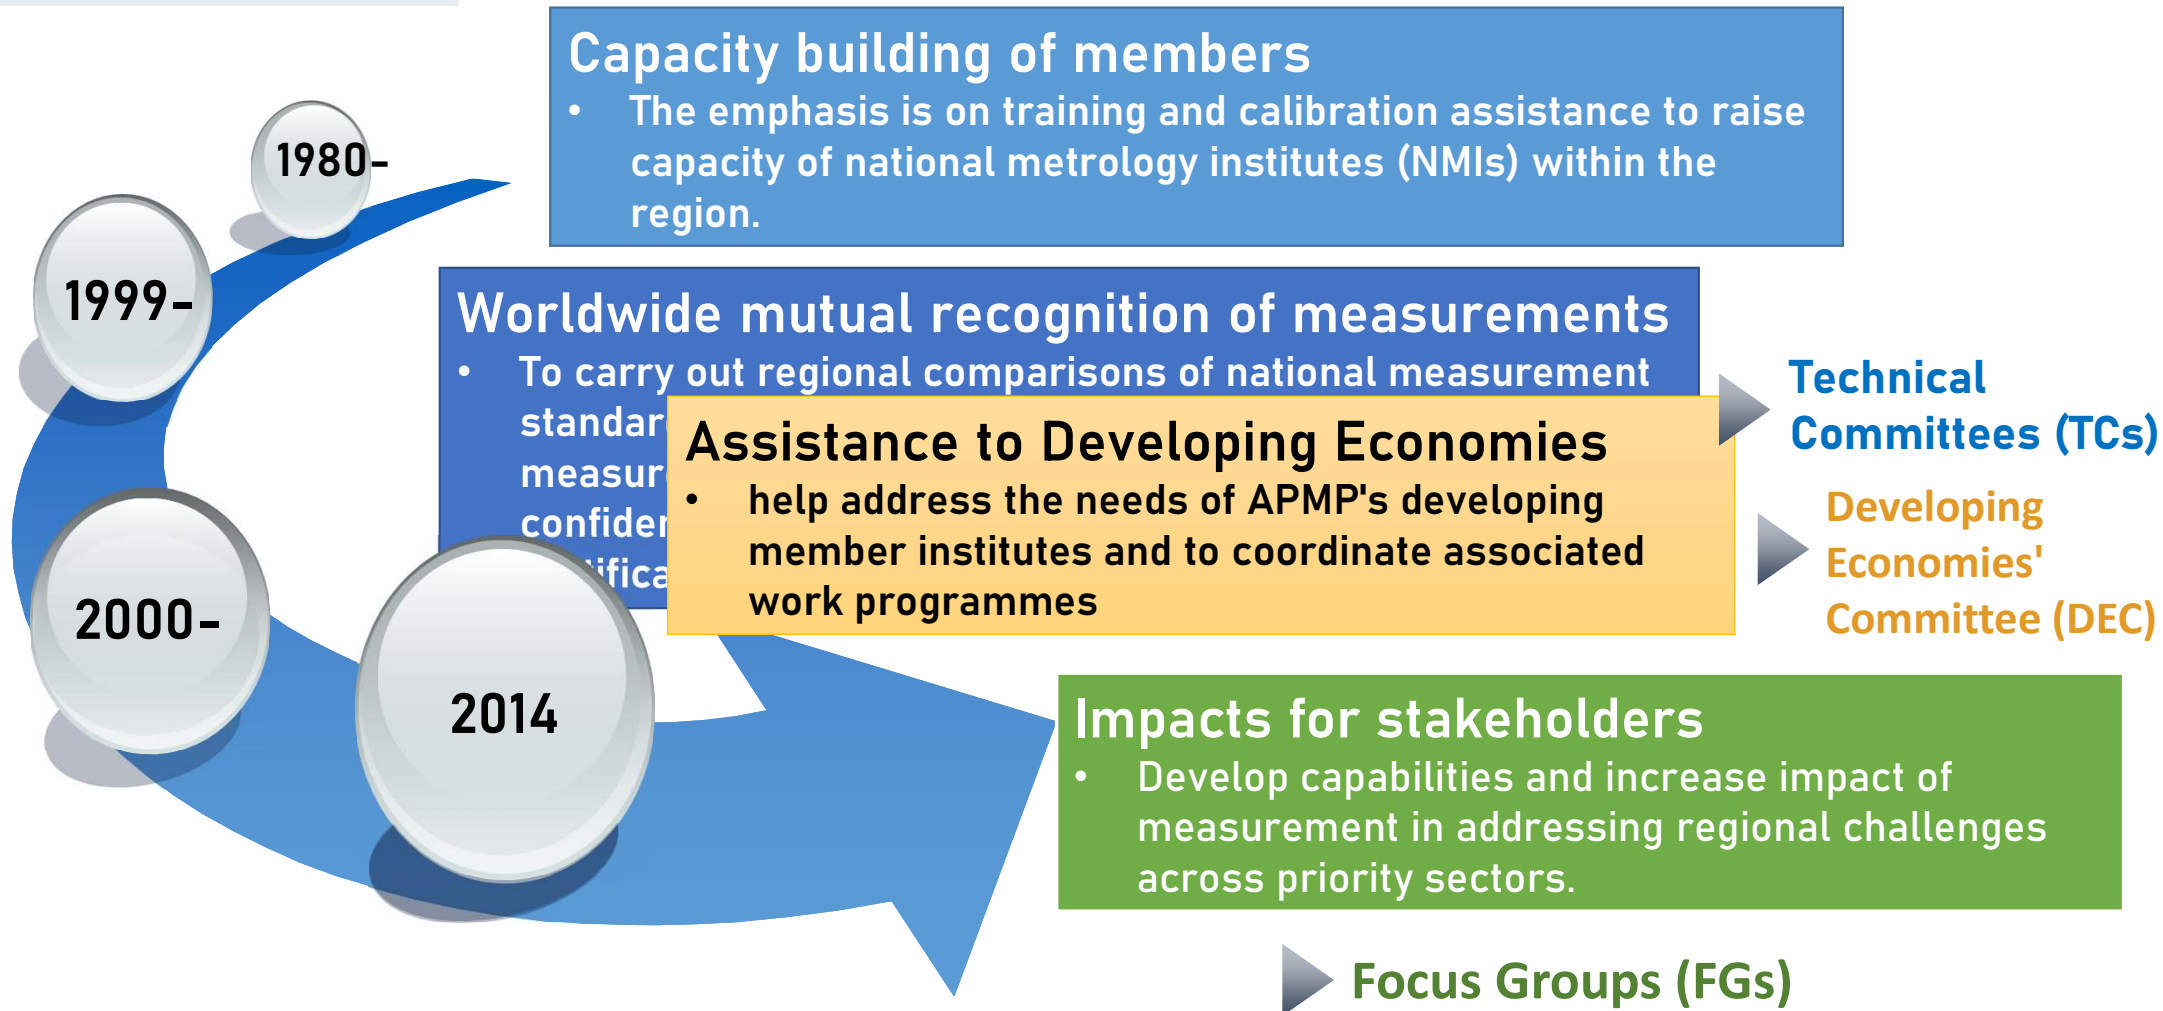 1980-
Capacity building of members
• The emphasis is on training and calibration assistance to raise
capacity of national metrology institutes (NMIs) within the
region.
1999-
Worldwide mutual recognition of measurements
• To carry out regional comparisons of national measurement
Technical
Committees (TCs)
2000-
Assistance to Developing Economies
• help address the needs of APMP's developing
member institutes and to coordinate associated
work programmes
Developing
Economies'
Committee (DEC)
2014
Impacts for stakeholders
• Develop capabilities and increase impact of
measurement in addressing regional challenges
across priority sectors.
Focus Groups (FGs)